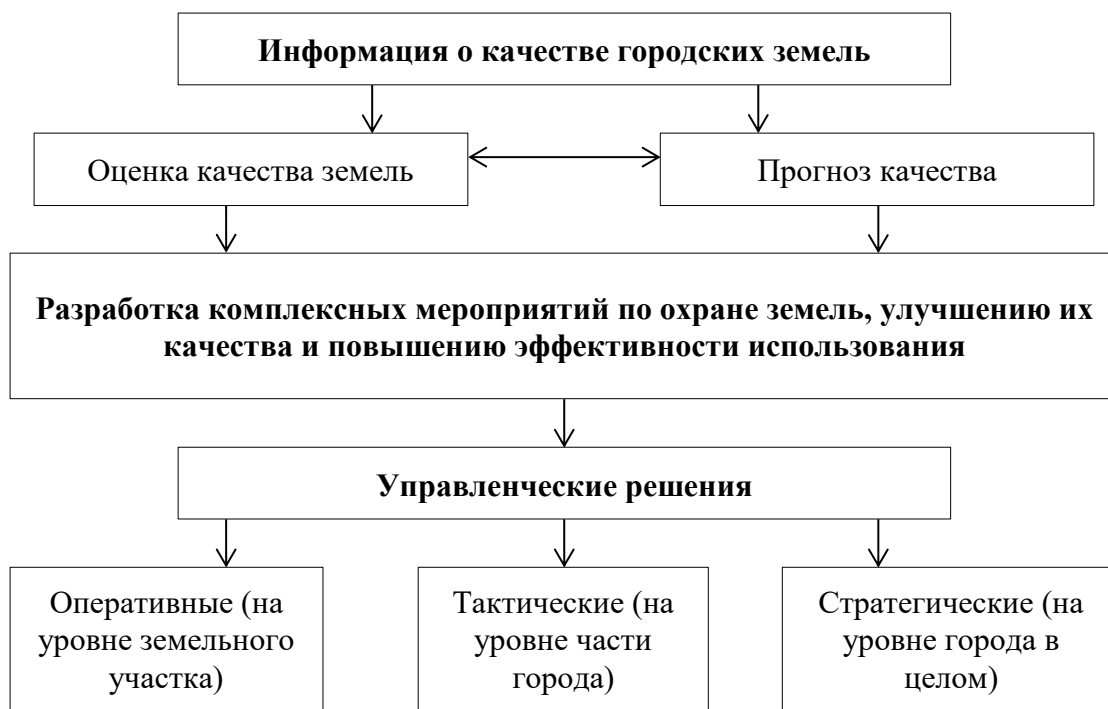 Информация о качестве городских земель
Оценка качества земель
Прогноз качества
Разработка комплексных мероприятий по охране земель, улучшению их
качества и повышению эффективности использования
Управленческие решения
Оперативные (на
уровне земельного
участка)
Тактические (на
уровне части
города)
Стратегические (на
уровне города в
целом)